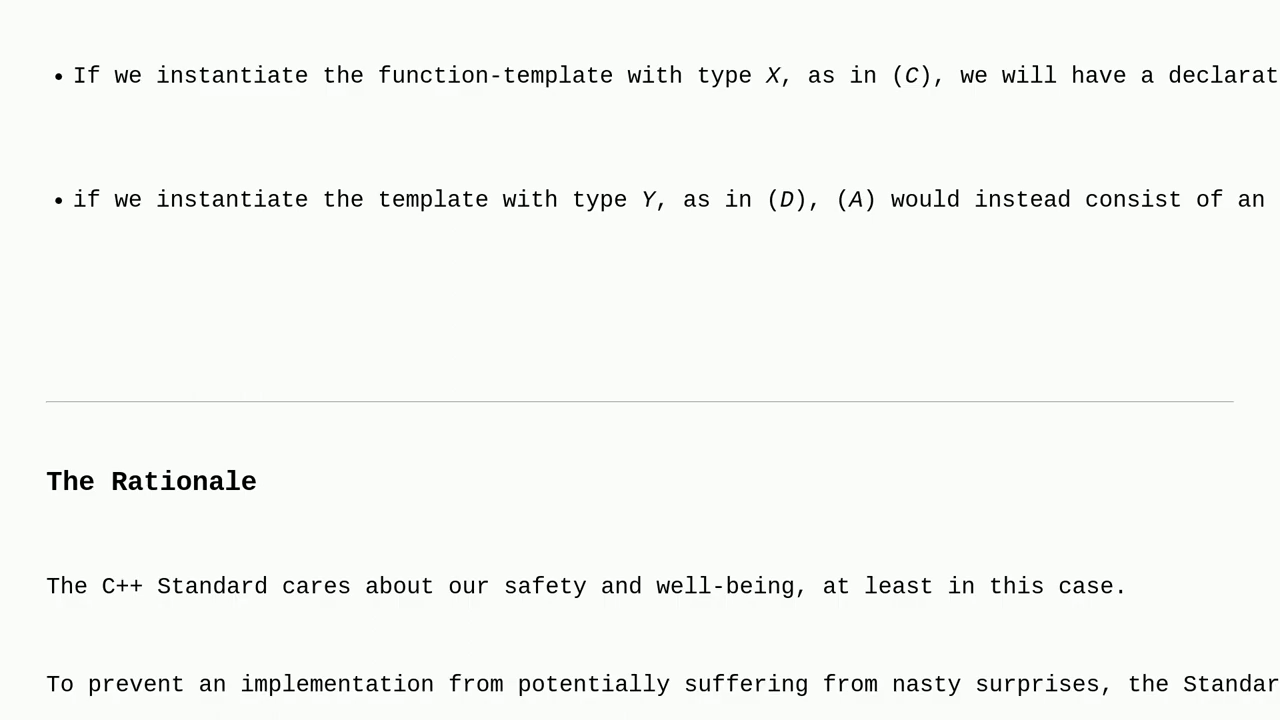 • If we instantiate the function-template with type X, as in (C), we will have a declarat
• if we instantiate the template with type Y, as in (D), (A) would instead consist of an
The Rationale
The C++ Standard cares about our safety and well-being, at least in this case.
To prevent an implementation from potentially suffering from nasty surprises, the Standar